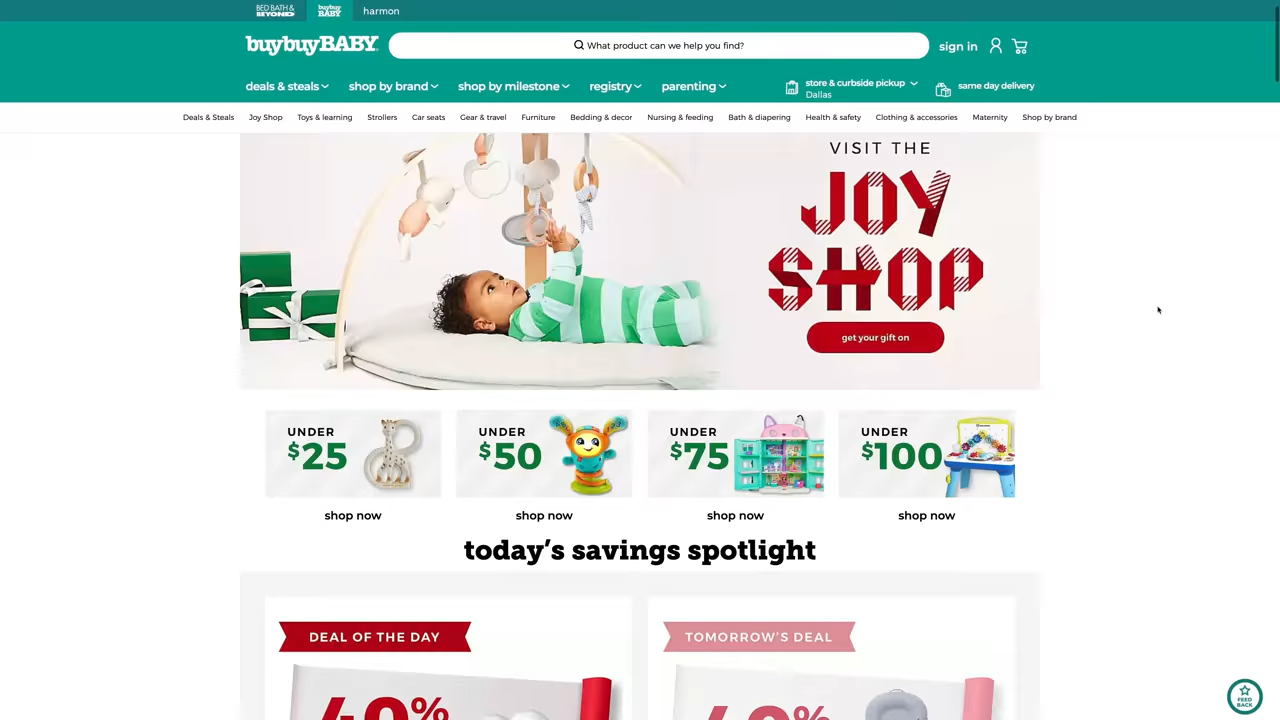 BED BATH &
BEYOND
buybuy
BABY
harmon
buybuyBABY
What product can we help you find?
sign in
deals & steals
shop by brand
shop by milestone
registry
parenting
store & curbside pickup
Dallas
same day delivery
Deals & Steals
Joy Shop
Toys & learning
Strollers
Car seats
Gear & travel
Furniture
Bedding & decor
Nursing & feeding
Bath & diapering
Health & safety
Clothing & accessories
Maternity
Shop by brand
VISIT THE
JOY
SHOP
get your gift on
UNDER
$25
UNDER
$50
UNDER
$75
UNDER
$100
shop now
shop now
shop now
shop now
today's savings spotlight
DEAL OF THE DAY
TOMORROW'S DEAL
40%
40%
FEED
BACK